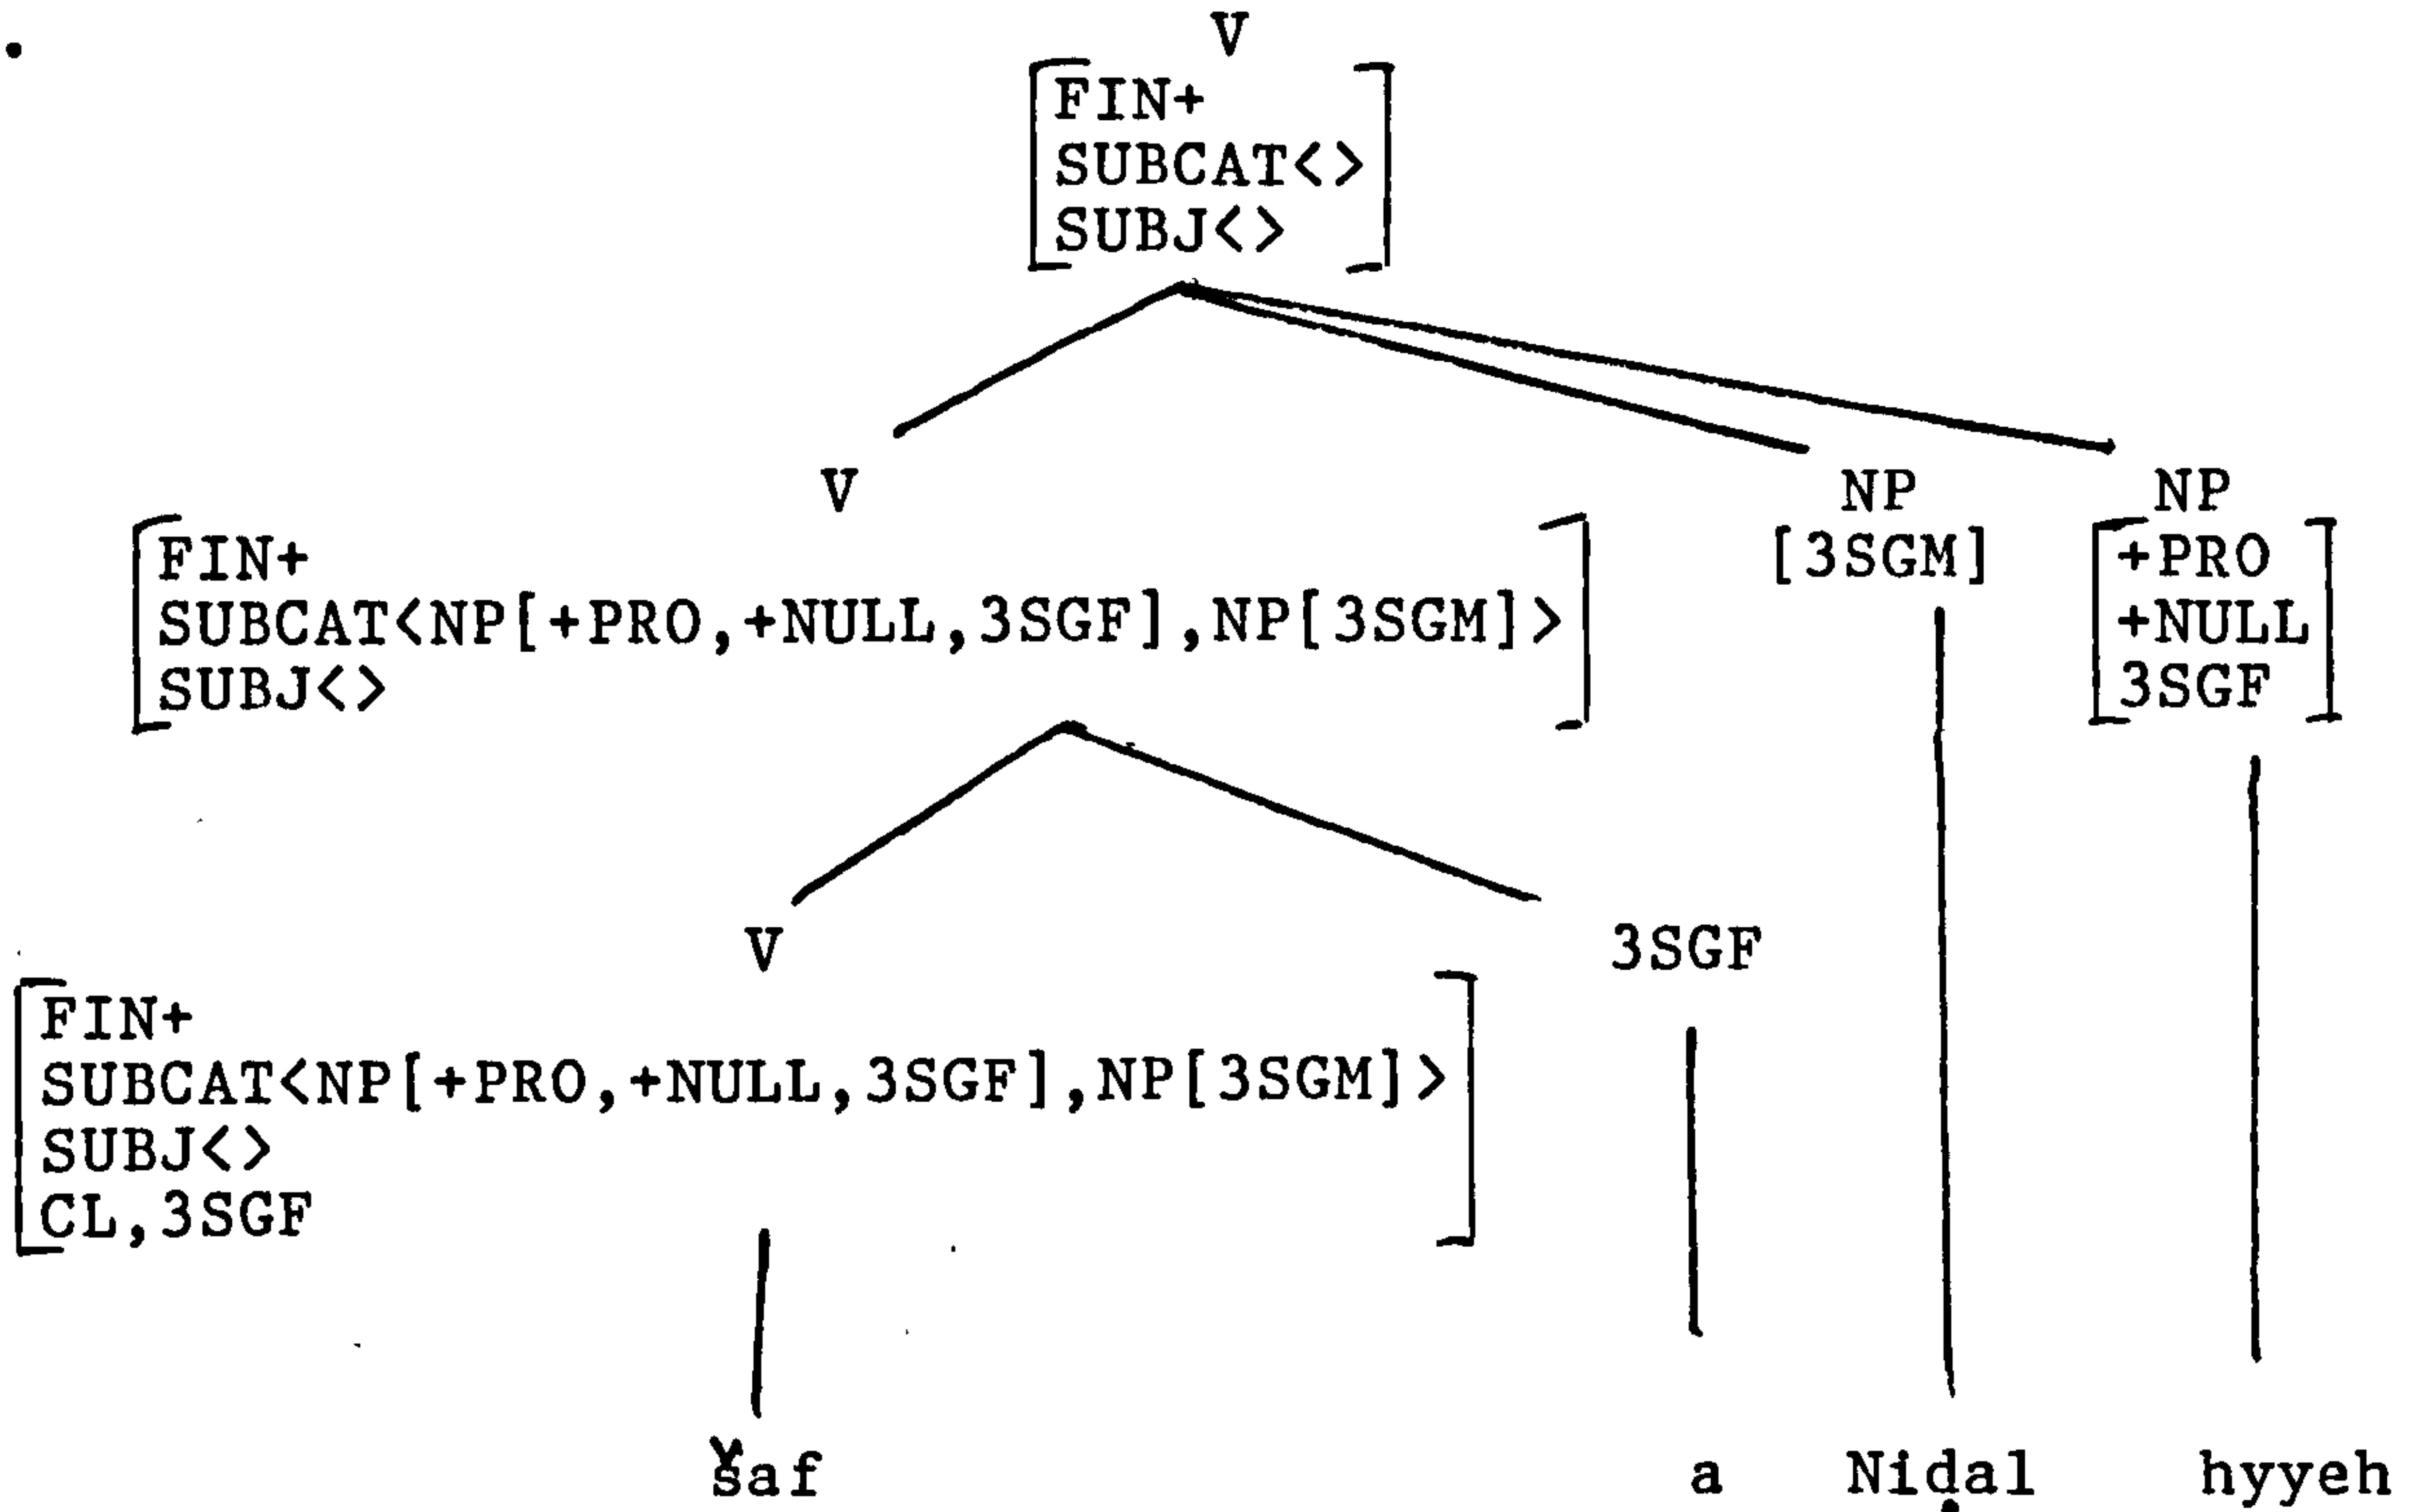 V
FIN+
SUBCAT<>
SUBJ<>
V NP NP
FIN+ [3SGM] +PRO
SUBCAT<NP[+PRO,+NULL,3SGF],NP[3SGM]> +NULL
SUBJ<> 3SGF
V 3SGF
FIN+
SUBCAT<NP[+PRO,+NULL,3SGF],NP[3SGM]>
SUBJ<>
CL,3SGF
šaf a Niḍal hyyeh